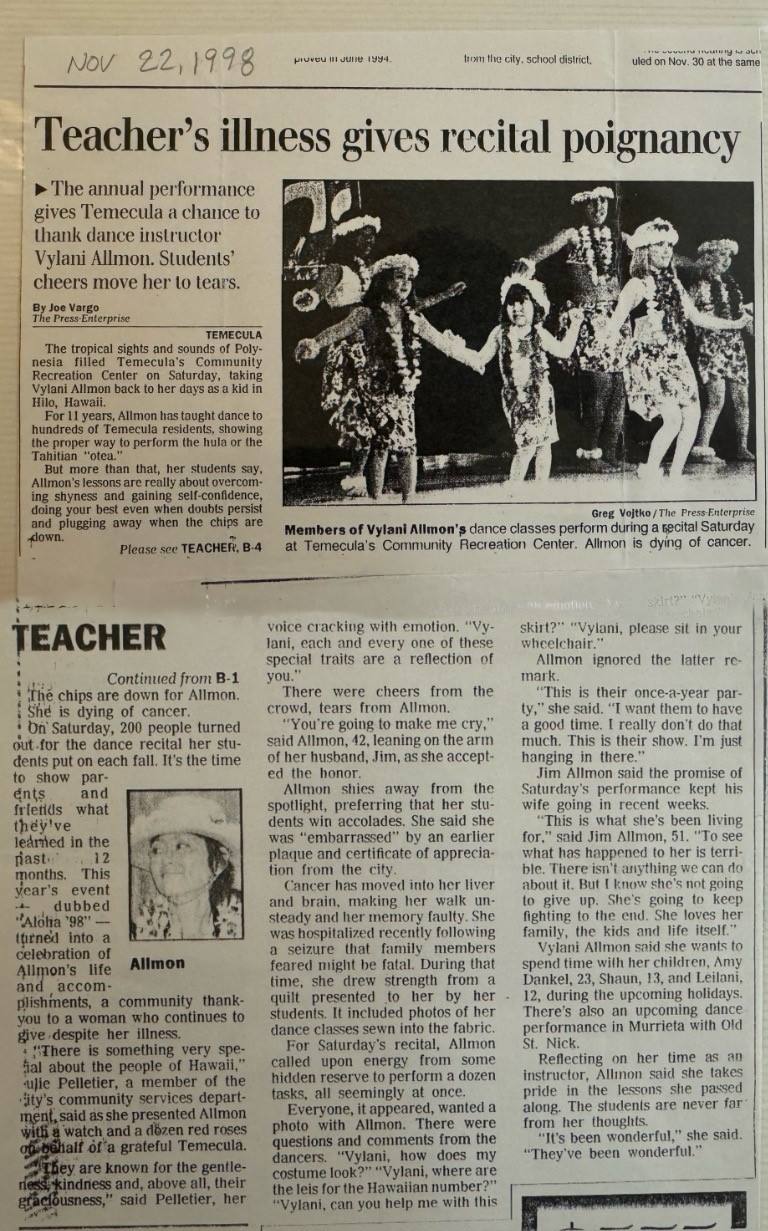 NOV 22, 1998
proved in June 1994.
from the city, school district,
uled on Nov. 30 at the same
Teacher's illness gives recital poignancy
►The annual performance
gives Temecula a chance to
thank dance instructor
Vylani Allmon. Students'
cheers move her to tears.
By Joe Vargo
The Press-Enterprise
TEMECULA
The tropical sights and sounds of Poly-
nesia filled Temecula's Community
Recreation Center on Saturday, taking
Vylani Allmon back to her days as a kid in
Hilo, Hawaii.
For 11 years, Allmon has taught dance to
hundreds of Temecula residents, showing
the proper way to perform the hula or the
Tahitian "otea."
But more than that, her students say,
Allmon's lessons are really about overcom-
ing shyness and gaining self-confidence,
doing your best even when doubts persist
and plugging away when the chips are
down.
Please see TEACHER, B-4
Greg Vojtko/The Press-Enterprise
Members of Vylani Allmon's dance classes perform during a recital Saturday
at Temecula's Community Recreation Center. Allmon is dying of cancer.
TEACHER
Continued from B-1
The chips are down for Allmon.
She is dying of cancer.
On Saturday, 200 people turned
out for the dance recital her stu-
dents put on each fall. It's the time
to show par-
ents and
friends what
they've
learned in the
past 12
months. This
year's event
— dubbed
"Aloha '98" —
turned into a
celebration of
Allmon's life
and accom-
plishments, a community thank-
you to a woman who continues to
give despite her illness.
"There is something very spe-
cial about the people of Hawaii,"
Julie Pelletier, a member of the
city's community services depart-
ment, said as she presented Allmon
with a watch and a dozen red roses
on behalf of a grateful Temecula.
"They are known for the gentle-
ness, kindness and, above all, their
graciousness," said Pelletier, her
Allmon
voice cracking with emotion. "Vy-
lani, each and every one of these
special traits are a reflection of
you."
There were cheers from the
crowd, tears from Allmon.
"You're going to make me cry,"
said Allmon, 42, leaning on the arm
of her husband, Jim, as she accept-
ed the honor.
Allmon shies away from the
spotlight, preferring that her stu-
dents win accolades. She said she
was "embarrassed" by an earlier
plaque and certificate of apprecia-
tion from the city.
Cancer has moved into her liver
and brain, making her walk un-
steady and her memory faulty. She
was hospitalized recently following
a seizure that family members
feared might be fatal. During that
time, she drew strength from a
quilt presented to her by her
students. It included photos of her
dance classes sewn into the fabric.
For Saturday's recital, Allmon
called upon energy from some
hidden reserve to perform a dozen
tasks, all seemingly at once.
Everyone, it appeared, wanted a
photo with Allmon. There were
questions and comments from the
dancers. "Vylani, how does my
costume look?" "Vylani, where are
the leis for the Hawaiian number?"
"Vylani, can you help me with this
skirt?" "Vylani, please sit in your
wheelchair."
Allmon ignored the latter re-
mark.
"This is their once-a-year par-
ty," she said. "I want them to have
a good time. I really don't do that
much. This is their show. I'm just
hanging in there."
Jim Allmon said the promise of
Saturday's performance kept his
wife going in recent weeks.
"This is what she's been living
for," said Jim Allmon, 51. "To see
what has happened to her is terri-
ble. There isn't anything we can do
about it. But I know she's not going
to give up. She's going to keep
fighting to the end. She loves her
family, the kids and life itself."
Vylani Allmon said she wants to
spend time with her children, Amy
Dankel, 23, Shaun, 13, and Leilani,
12, during the upcoming holidays.
There's also an upcoming dance
performance in Murrieta with Old
St. Nick.
Reflecting on her time as an
instructor, Allmon said she takes
pride in the lessons she passed
along. The students are never far
from her thoughts.
"It's been wonderful," she said.
"They've been wonderful."